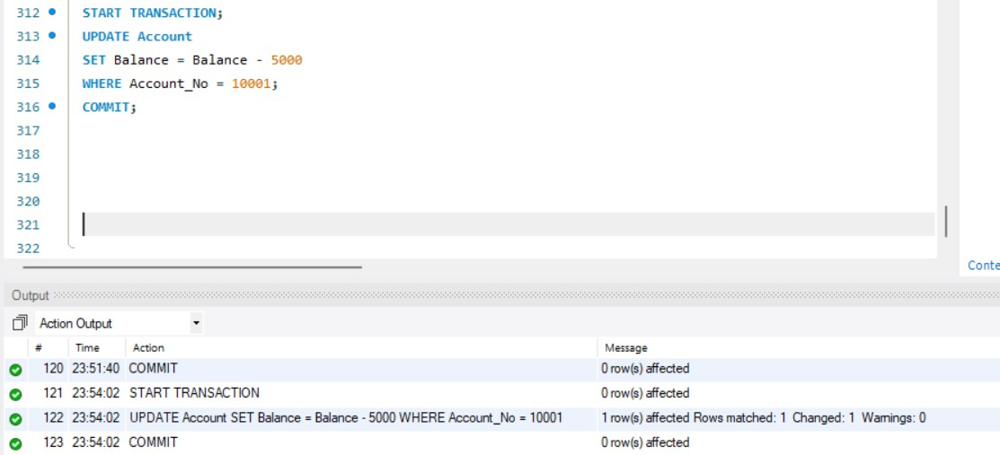 312 START TRANSACTION;
313 UPDATE Account
314 SET Balance = Balance - 5000
315 WHERE Account_No = 10001;
316 COMMIT;
317
318
319
320
321
322
Conte
Output
Action Output
# Time Action Message
120 23:51:40 COMMIT 0 row(s) affected
121 23:54:02 START TRANSACTION 0 row(s) affected
122 23:54:02 UPDATE Account SET Balance = Balance - 5000 WHERE Account_No = 10001 1 row(s) affected Rows matched: 1 Changed: 1 Warnings: 0
123 23:54:02 COMMIT 0 row(s) affected